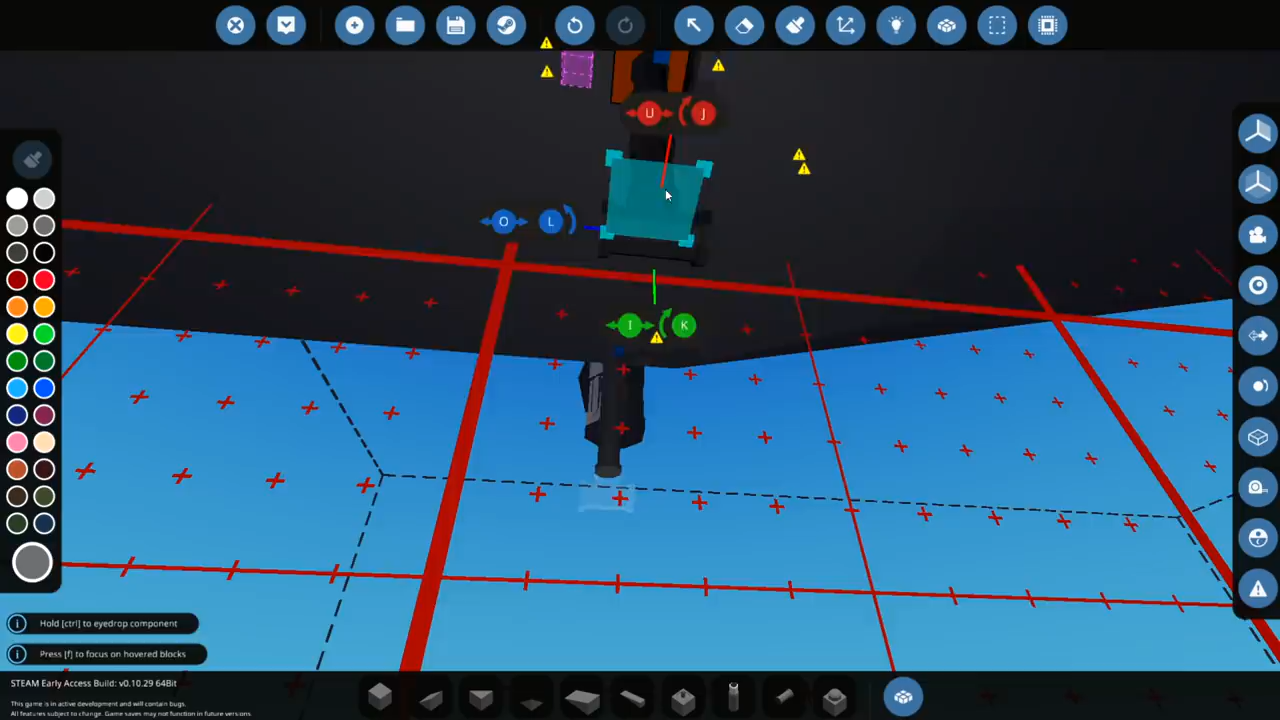 U
J
O
L
I
K
Hold [ctrl] to eyedrop component
Press [f] to focus on hovered blocks
STEAM Early Access Build: v0.10.29 64Bit
This game is in active development and will contain bugs.
All features subject to change. Game saves may not function in future versions.